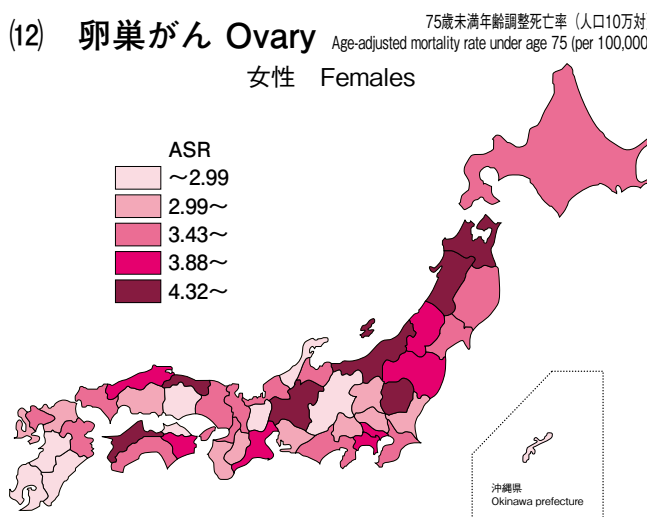 ⑿ 卵巣がん Ovary
75歳未満年齢調整死亡率（人口10万対）
Age-adjusted mortality rate under age 75 (per 100,000
女性 Females
ASR
～2.99
2.99～
3.43～
3.88～
4.32～
沖縄県
Okinawa prefecture